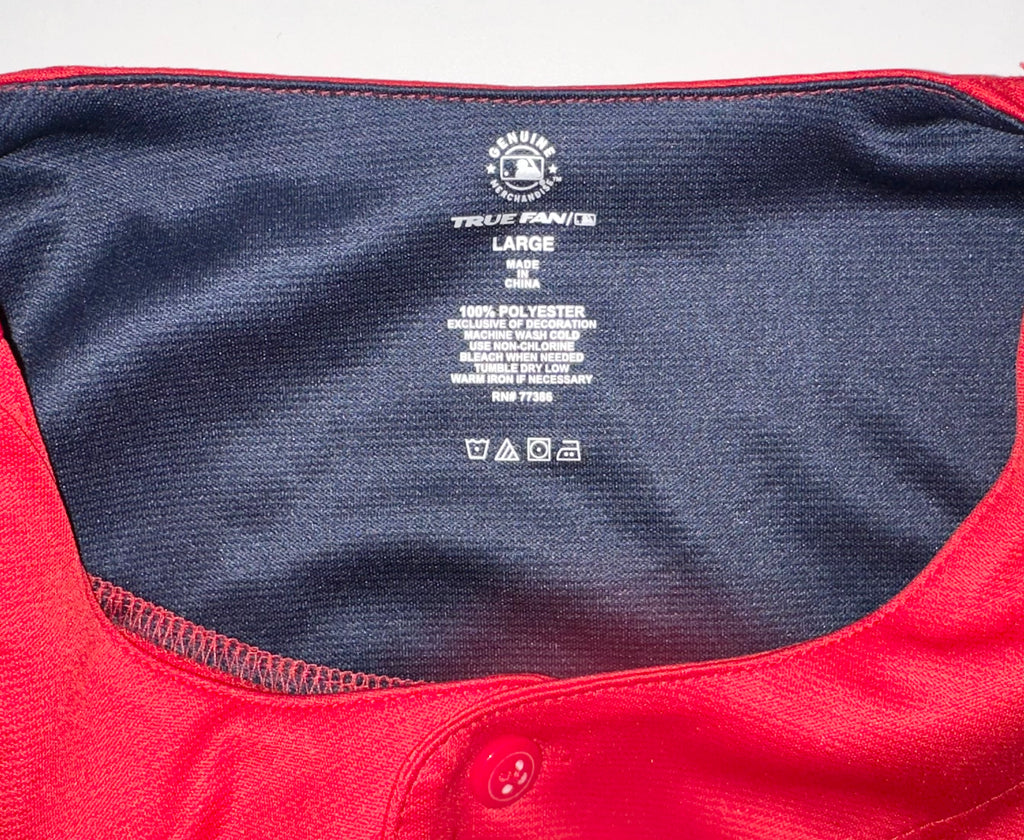 GENUINE
MERCHANDISE
TRUE FAN/
LARGE
MADE
IN
CHINA
100% POLYESTER
EXCLUSIVE OF DECORATION
MACHINE WASH COLD
USE NON-CHLORINE
BLEACH WHEN NEEDED
TUMBLE DRY LOW
WARM IRON IF NECESSARY
RN# 77386